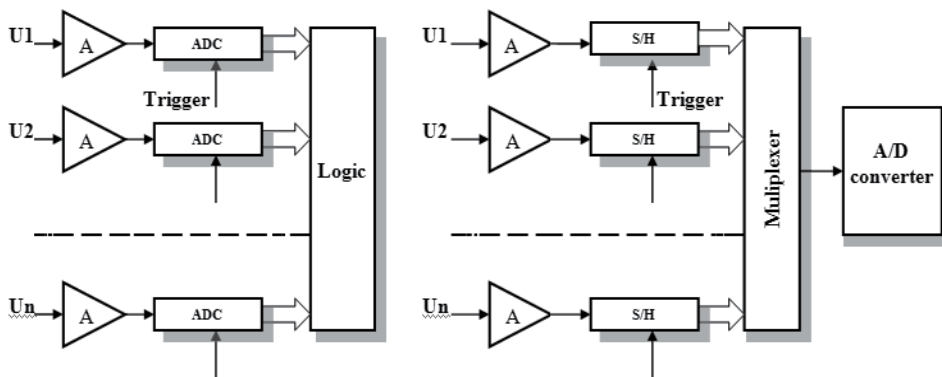 U1
A
ADC
Trigger
U2
A
ADC
Logic
Un
A
ADC
U1
A
S/H
Trigger
U2
A
S/H
Muliplexer
A/D
converter
Un
A
S/H